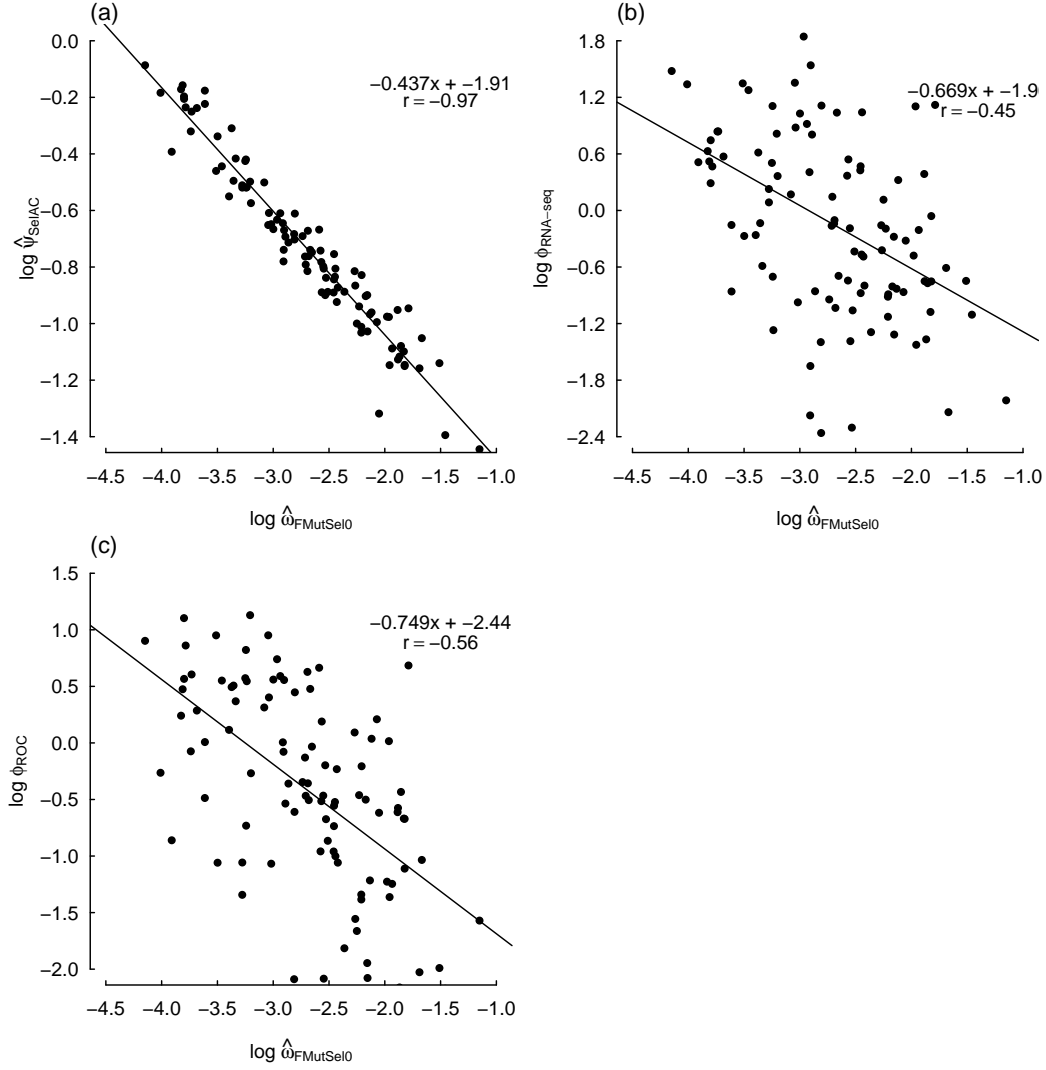 (a)
0.0
−0.2
−0.4
−0.6
−0.8
−1.0
−1.2
−1.4
log ψ̂SelAC
−0.437x + −1.91
r = −0.97
−4.5 −4.0 −3.5 −3.0 −2.5 −2.0 −1.5 −1.0
log ω̂FMutSel0
(b)
1.8
1.2
0.6
0.0
−0.6
−1.2
−1.8
−2.4
log ϕRNA−seq
−0.669x + −1.9
r = −0.45
−4.5 −4.0 −3.5 −3.0 −2.5 −2.0 −1.5 −1.0
log ω̂FMutSel0
(c)
1.5
1.0
0.5
0.0
−0.5
−1.0
−1.5
−2.0
log ϕROC
−0.749x + −2.44
r = −0.56
−4.5 −4.0 −3.5 −3.0 −2.5 −2.0 −1.5 −1.0
log ω̂FMutSel0